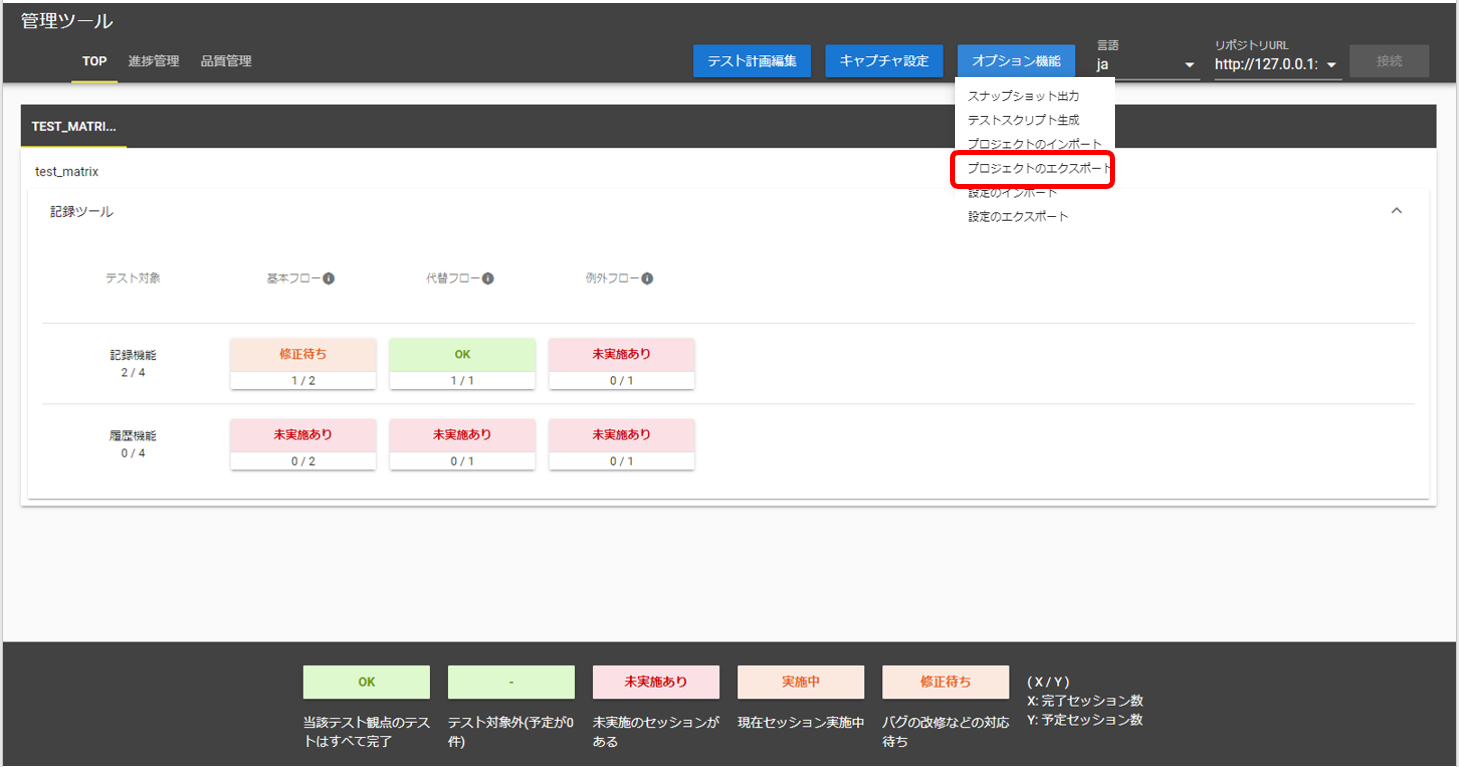 管理ツール
TOP 進捗管理 品質管理 テスト計画編集 キャプチャ設定 オプション機能 言語 ja リポジトリURL http://127.0.0.1: 接続
スナップショット出力
テストスクリプト生成
プロジェクトのインポート
プロジェクトのエクスポート
設定のインポート
設定のエクスポート
TEST_MATRI...
test_matrix
記録ツール
テスト対象 基本フロー 代替フロー 例外フロー
記録機能 修正待ち OK 未実施あり
2 / 4 1 / 2 1 / 1 0 / 1
履歴機能 未実施あり 未実施あり 未実施あり
0 / 4 0 / 2 0 / 1 0 / 1
OK - 未実施あり 実施中 修正待ち
当該テスト観点のテス
トはすべて完了
テスト対象外(予定が0
件)
未実施のセッションが
ある
現在セッション実施中
バグの改修などの対応
待ち
( X / Y )
X: 完了セッション数
Y: 予定セッション数